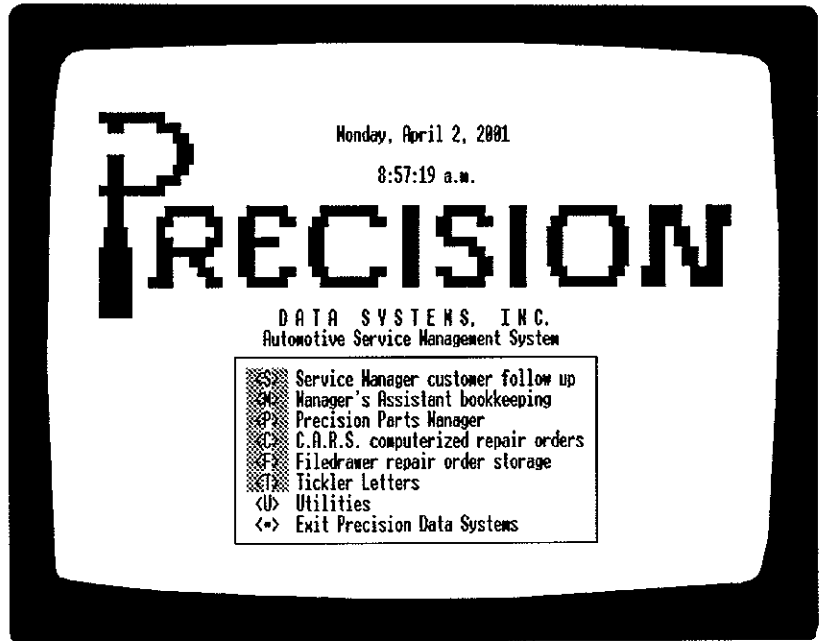 Monday, April 2, 2001
8:57:19 a.m.
PRECISION
DATA SYSTEMS, INC.
Automotive Service Management System
<S> Service Manager customer follow up
<M> Manager's Assistant bookkeeping
<P> Precision Parts Manager
<C> C.A.R.S. computerized repair orders
<F> Filedrawer repair order storage
<T> Tickler Letters
<U> Utilities
<*> Exit Precision Data Systems